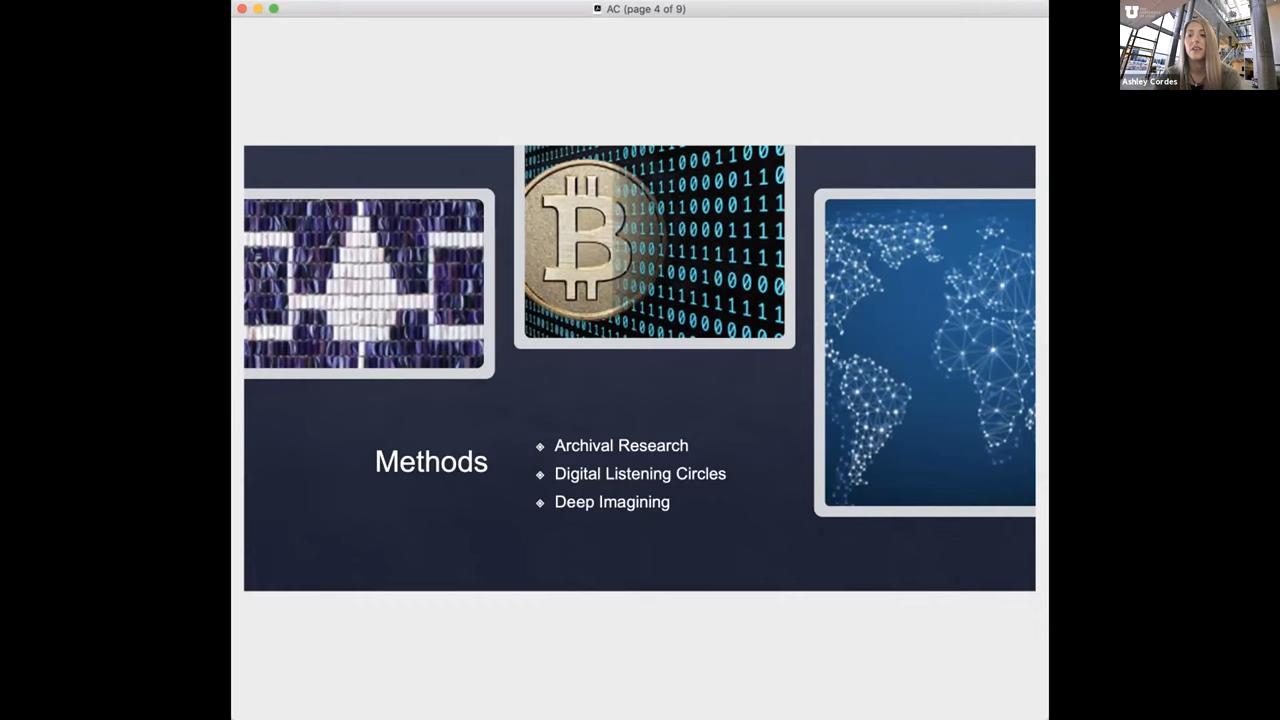 AC (page 4 of 9)
Ashley Cordes
B
Methods
Archival Research
Digital Listening Circles
Deep Imagining